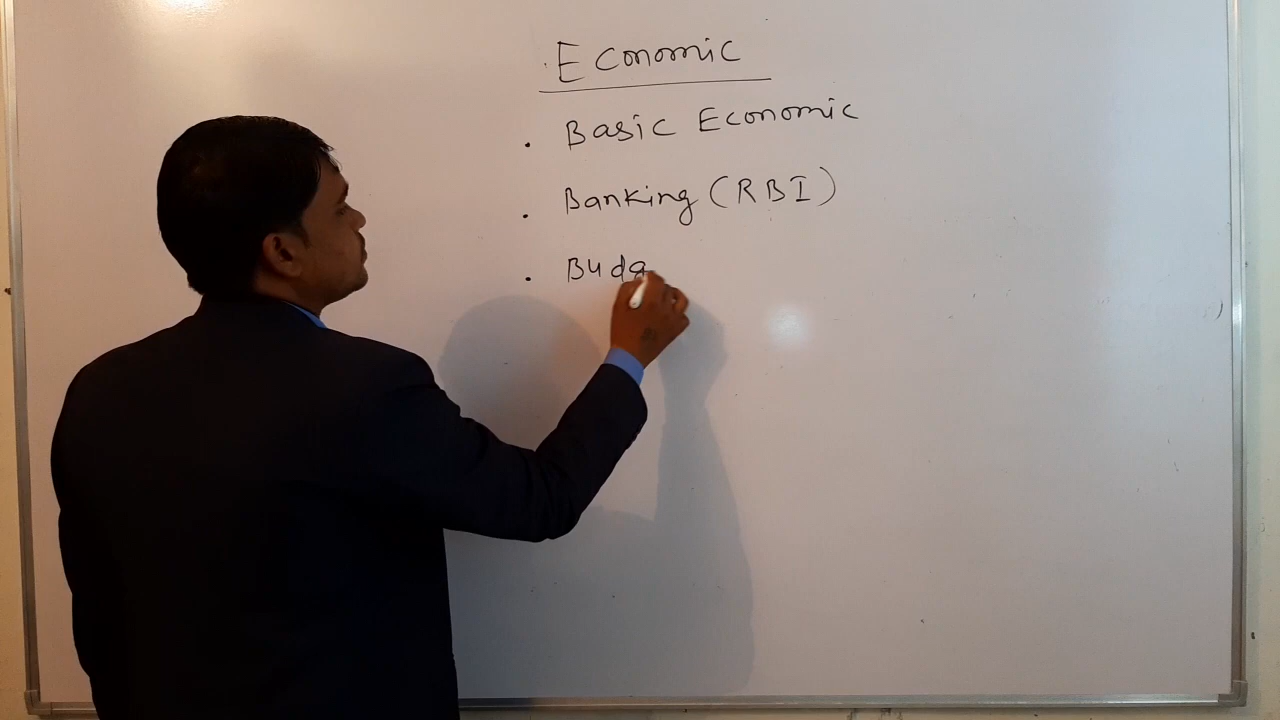 Economic
. Basic Economic
. Banking (RBI)
. Budg